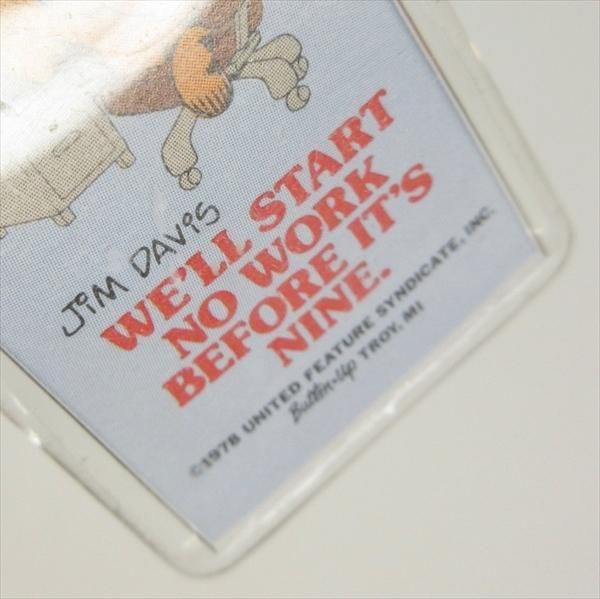 JiM DAViS
WE'LL START
NO WORK
BEFORE IT'S
NINE.
©1978 UNITED FEATURE SYNDICATE, INC.
Button-Up TROY, MI